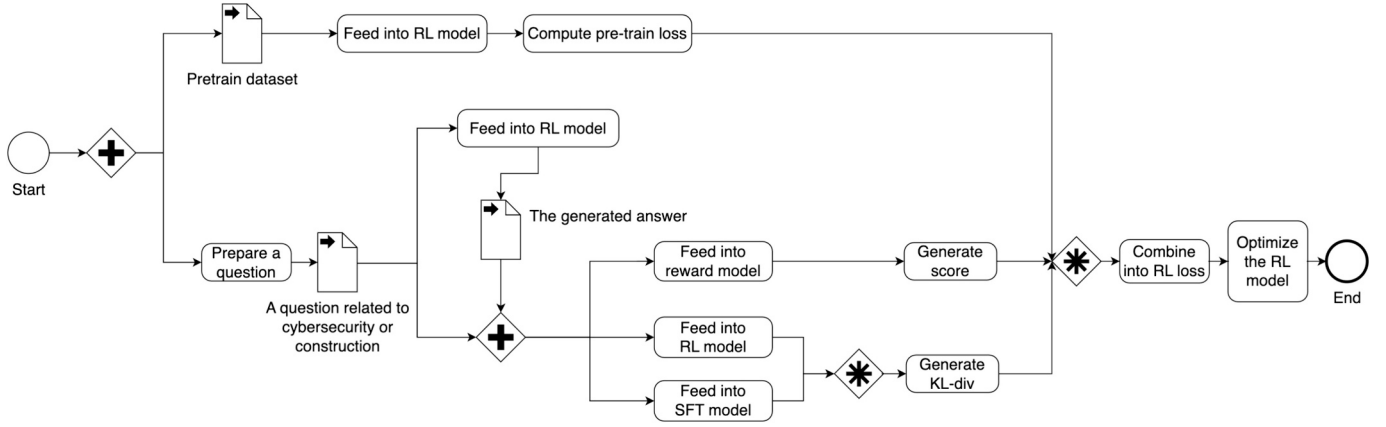 Pretrain dataset
Feed into RL model
Compute pre-train loss
Start
Feed into RL model
The generated answer
Prepare a
question
A question related to
cybersecurity or
construction
Feed into
reward model
Generate
score
Feed into
RL model
Feed into
SFT model
Generate
KL-div
Combine
into RL loss
Optimize
the RL
model
End